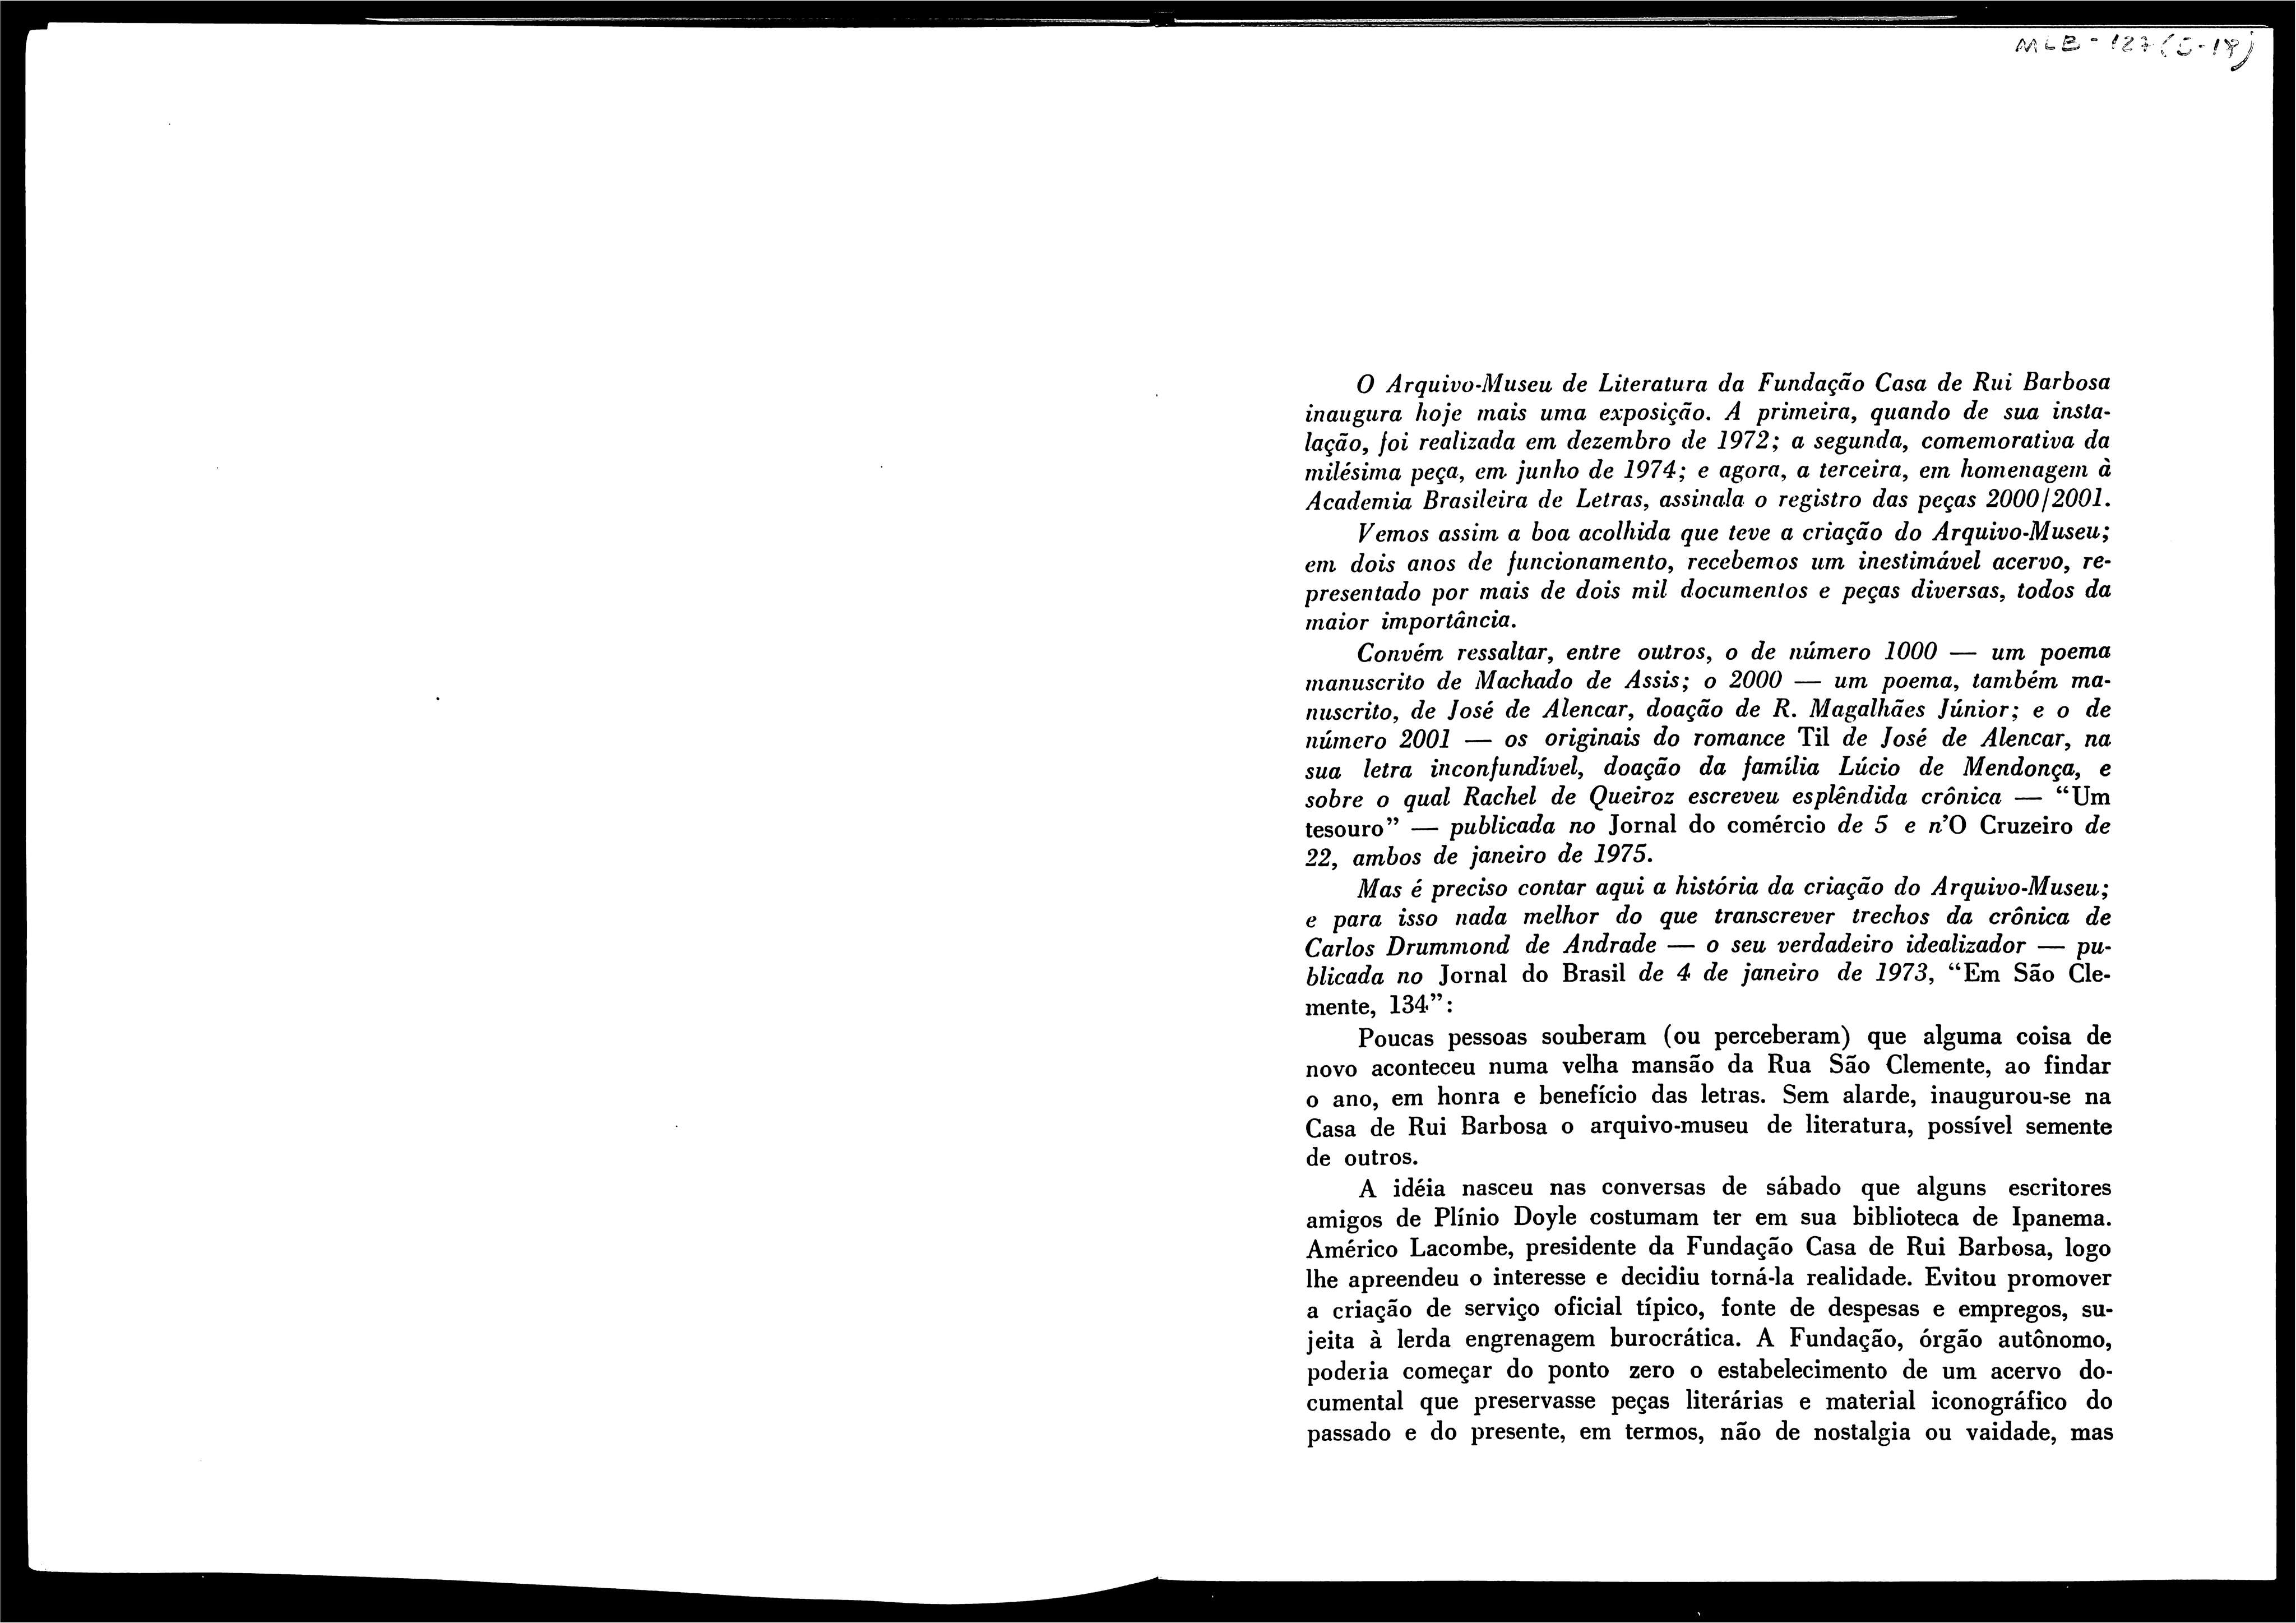 MLB - 127 (C-18)
O Arquivo-Museu de Literatura da Fundação Casa de Rui Barbosa
inaugura hoje mais uma exposição. A primeira, quando de sua insta-
lação, foi realizada em dezembro de 1972; a segunda, comemorativa da
milésima peça, em junho de 1974; e agora, a terceira, em homenagem à
Academia Brasileira de Letras, assinala o registro das peças 2000/2001.
Vemos assim a boa acolhida que teve a criação do Arquivo-Museu;
em dois anos de funcionamento, recebemos um inestimável acervo, re-
presentado por mais de dois mil documentos e peças diversas, todos da
maior importância.
Convém ressaltar, entre outros, o de número 1000 — um poema
manuscrito de Machado de Assis; o 2000 — um poema, também ma-
nuscrito, de José de Alencar, doação de R. Magalhães Júnior; e o de
número 2001 — os originais do romance Til de José de Alencar, na
sua letra inconfundível, doação da família Lúcio de Mendonça, e
sobre o qual Rachel de Queiroz escreveu esplêndida crônica — “Um
tesouro” — publicada no Jornal do comércio de 5 e n’O Cruzeiro de
22, ambos de janeiro de 1975.
Mas é preciso contar aqui a história da criação do Arquivo-Museu;
e para isso nada melhor do que transcrever trechos da crônica de
Carlos Drummond de Andrade — o seu verdadeiro idealizador — pu-
blicada no Jornal do Brasil de 4 de janeiro de 1973, “Em São Cle-
mente, 134”:
Poucas pessoas souberam (ou perceberam) que alguma coisa de
novo aconteceu numa velha mansão da Rua São Clemente, ao findar
o ano, em honra e benefício das letras. Sem alarde, inaugurou-se na
Casa de Rui Barbosa o arquivo-museu de literatura, possível semente
de outros.
A idéia nasceu nas conversas de sábado que alguns escritores
amigos de Plínio Doyle costumam ter em sua biblioteca de Ipanema.
Américo Lacombe, presidente da Fundação Casa de Rui Barbosa, logo
lhe apreendeu o interesse e decidiu torná-la realidade. Evitou promover
a criação de serviço oficial típico, fonte de despesas e empregos, su-
jeita à lerda engrenagem burocrática. A Fundação, órgão autônomo,
poderia começar do ponto zero o estabelecimento de um acervo do-
cumental que preservasse peças literárias e material iconográfico do
passado e do presente, em termos, não de nostalgia ou vaidade, mas